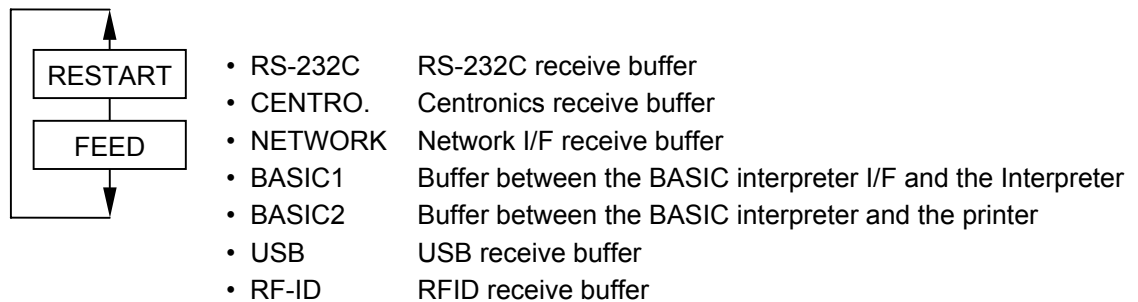 RESTART
FEED
• RS-232C RS-232C receive buffer
• CENTRO. Centronics receive buffer
• NETWORK Network I/F receive buffer
• BASIC1 Buffer between the BASIC interpreter I/F and the Interpreter
• BASIC2 Buffer between the BASIC interpreter and the printer
• USB USB receive buffer
• RF-ID RFID receive buffer